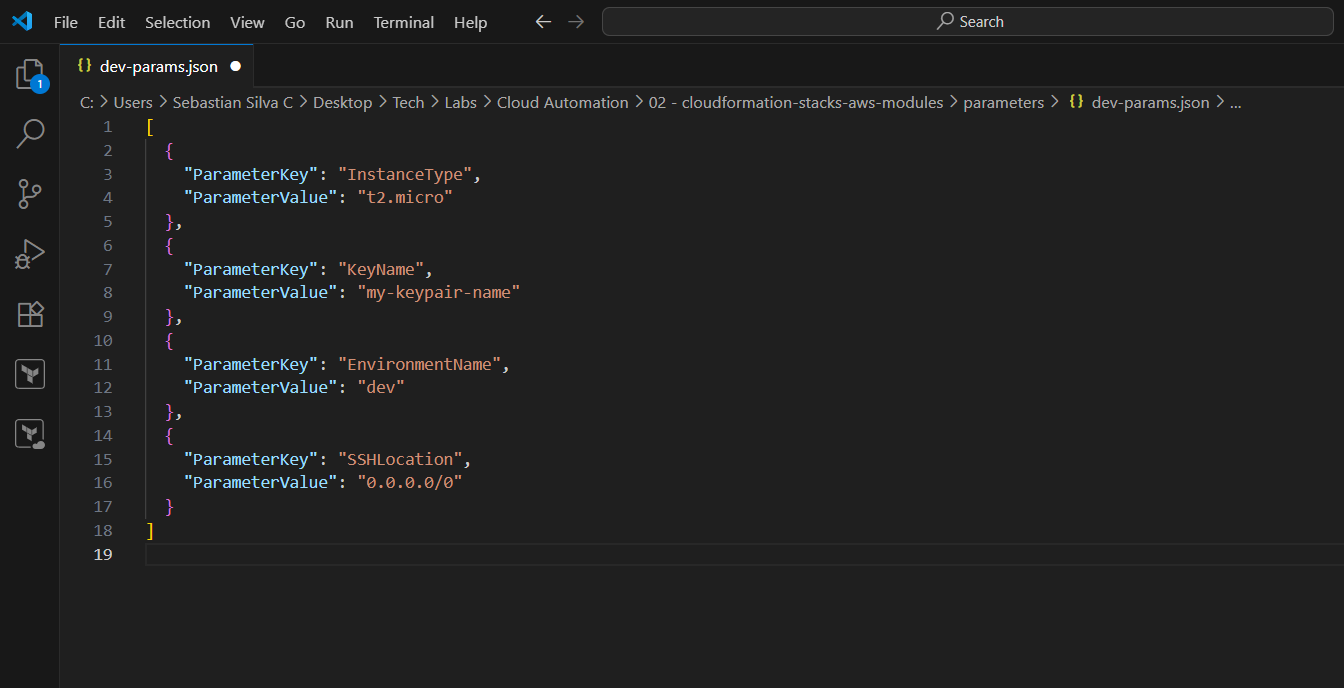 File Edit Selection View Go Run Terminal Help Search
1
dev-params.json
C: Users Sebastian Silva C Desktop Tech Labs Cloud Automation 02 - cloudformation-stacks-aws-modules parameters {} dev-params.json ...
1 [
2 {
3 "ParameterKey": "InstanceType",
4 "ParameterValue": "t2.micro"
5 },
6 {
7 "ParameterKey": "KeyName",
8 "ParameterValue": "my-keypair-name"
9 },
10 {
11 "ParameterKey": "EnvironmentName",
12 "ParameterValue": "dev"
13 },
14 {
15 "ParameterKey": "SSHLocation",
16 "ParameterValue": "0.0.0.0/0"
17 }
18 ]
19